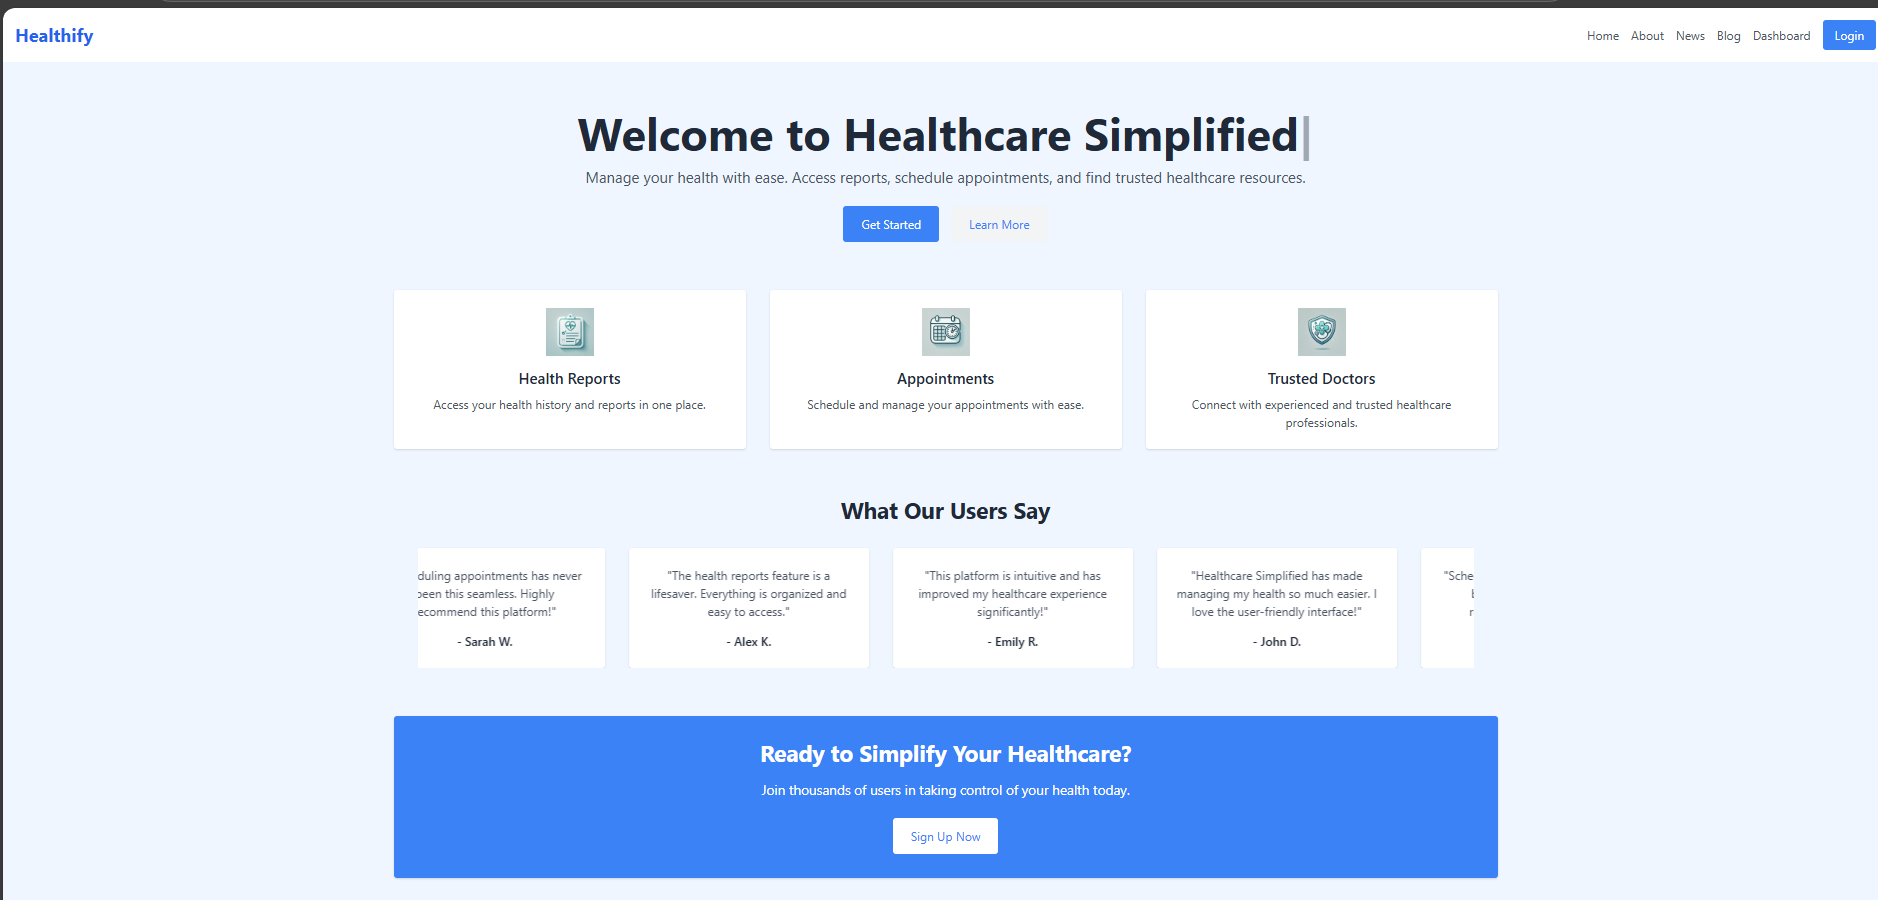 Healthify
Home About News Blog Dashboard Login
Welcome to Healthcare Simplified|
Manage your health with ease. Access reports, schedule appointments, and find trusted healthcare resources.
Get Started Learn More
Health Reports
Access your health history and reports in one place.
Appointments
Schedule and manage your appointments with ease.
Trusted Doctors
Connect with experienced and trusted healthcare
professionals.
What Our Users Say
duling appointments has never
been this seamless. Highly
ecommend this platform!"
- Sarah W.
"The health reports feature is a
lifesaver. Everything is organized and
easy to access."
- Alex K.
"This platform is intuitive and has
improved my healthcare experience
significantly!"
- Emily R.
"Healthcare Simplified has made
managing my health so much easier. I
love the user-friendly interface!"
- John D.
"Sche
b
r
Ready to Simplify Your Healthcare?
Join thousands of users in taking control of your health today.
Sign Up Now